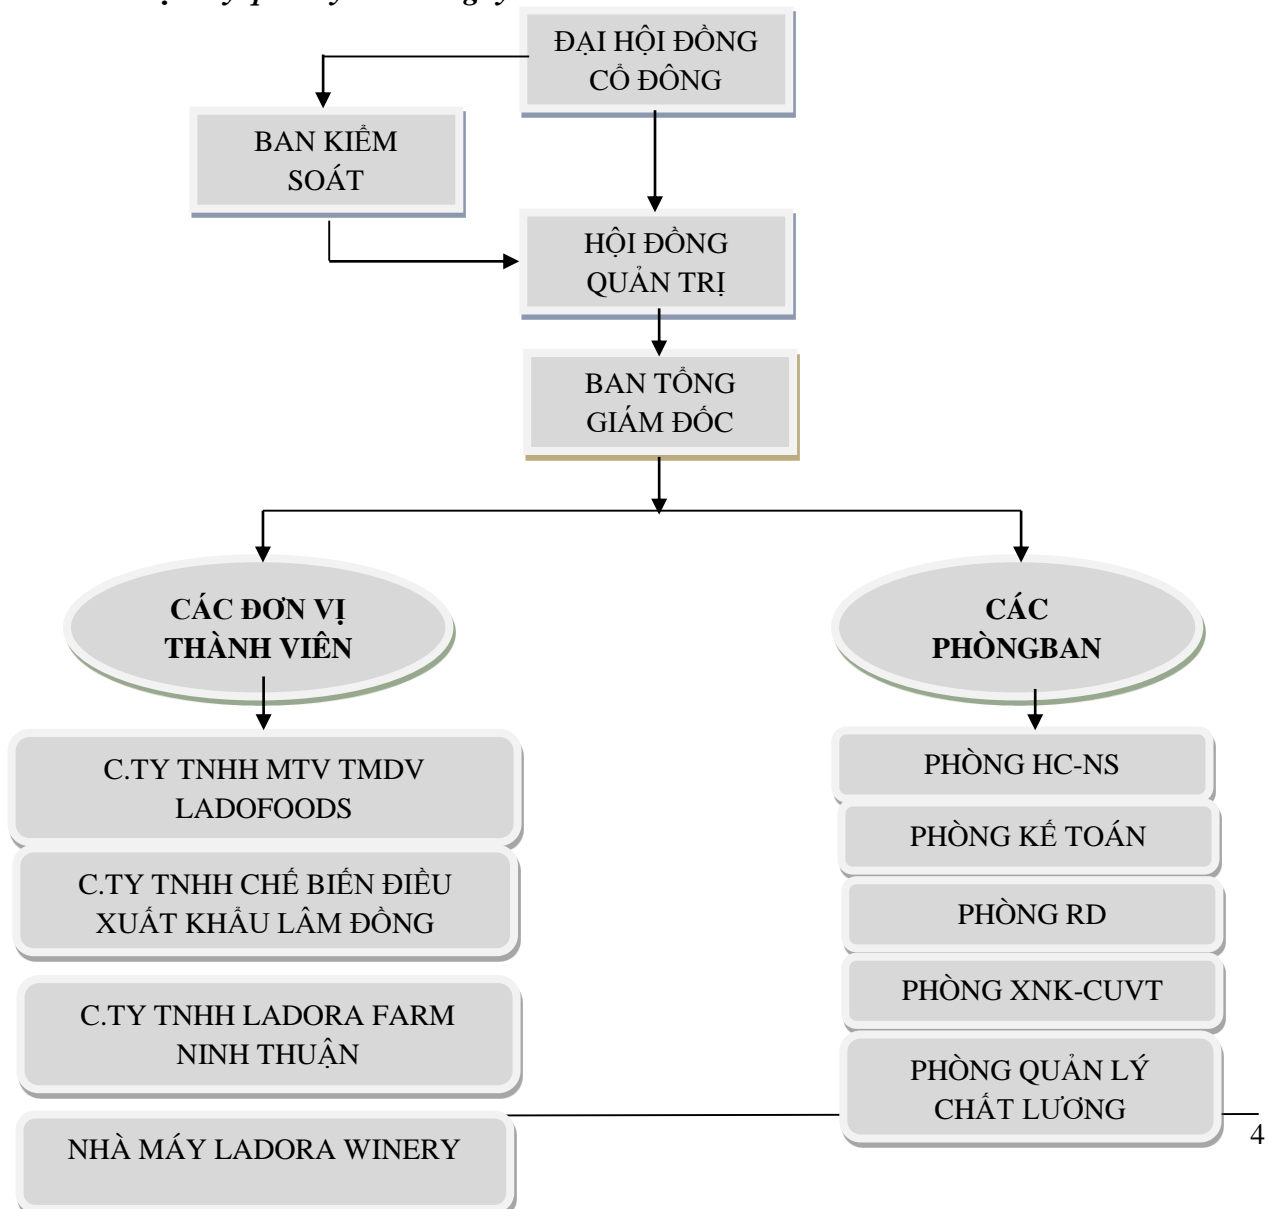 ĐẠI HỘI ĐỒNG
CỔ ĐÔNG
BAN KIỂM
SOÁT
HỘI ĐỒNG
QUẢN TRỊ
BAN TỔNG
GIÁM ĐỐC
CÁC ĐƠN VỊ
THÀNH VIÊN
CÁC
PHÒNGBAN
C.TY TNHH MTV TMDV
LADOFOODS
C.TY TNHH CHẾ BIẾN ĐIỀU
XUẤT KHẨU LÂM ĐỒNG
C.TY TNHH LADORA FARM
NINH THUẬN
NHÀ MÁY LADORA WINERY
PHÒNG HC-NS
PHÒNG KẾ TOÁN
PHÒNG RD
PHÒNG XNK-CUVT
PHÒNG QUẢN LÝ
CHẤT LƯƠNG
4